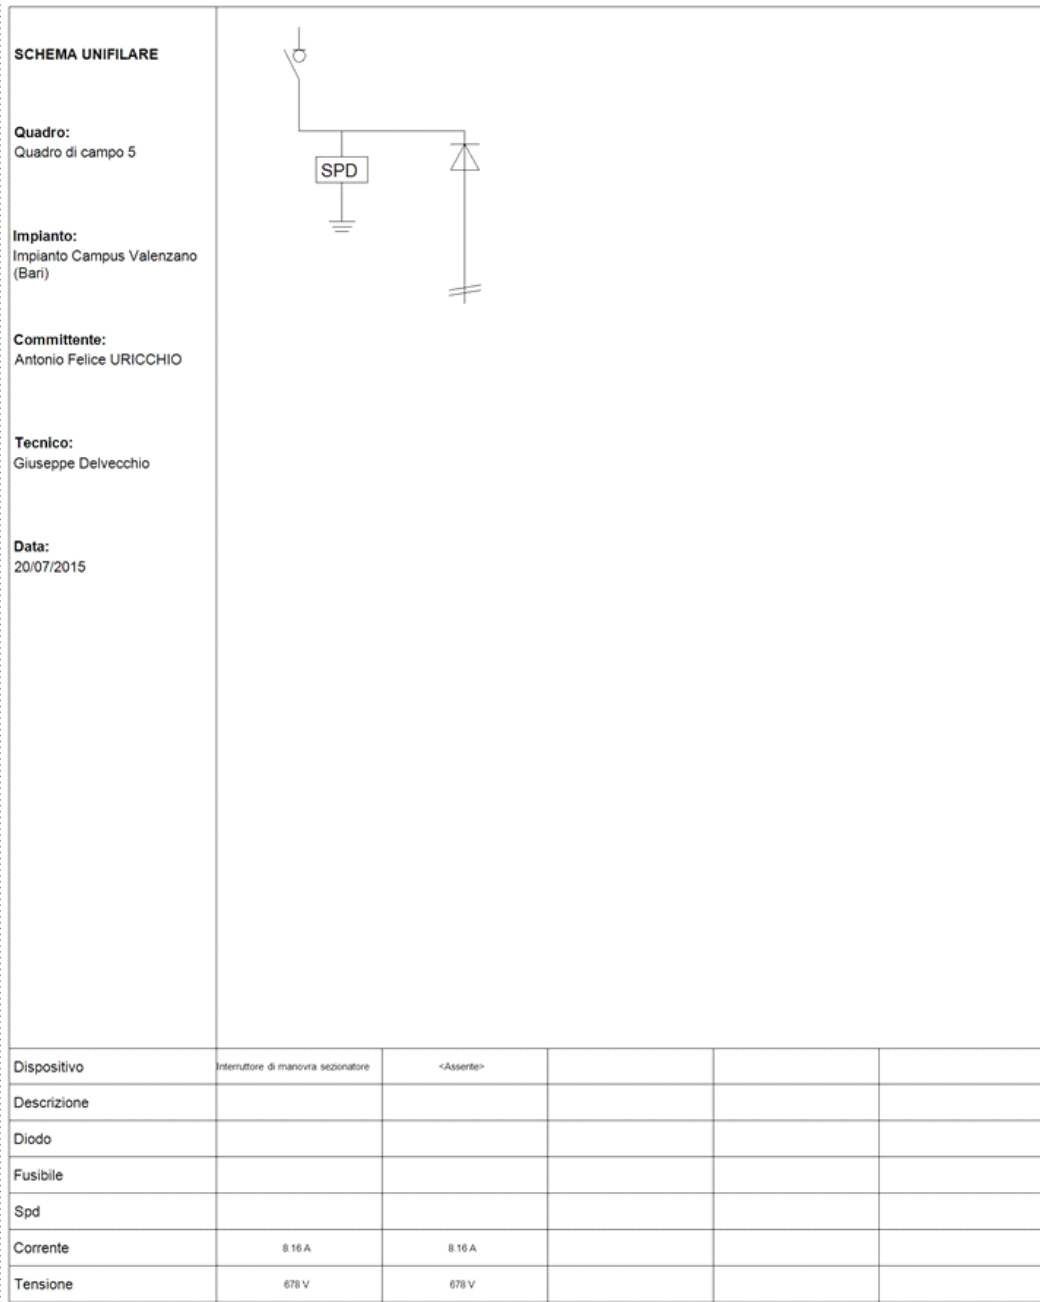 SCHEMA UNIFILARE
Quadro:
Quadro di campo 5
Impianto:
Impianto Campus Valenzano
(Bari)
Committente:
Antonio Felice URICCHIO
Tecnico:
Giuseppe Delvecchio
Data:
20/07/2015
SPD
Dispositivo Interruttore di manovra sezionatore <Assente>
Descrizione
Diodo
Fusibile
Spd
Corrente 8.16 A 8.16 A
Tensione 678 V 678 V